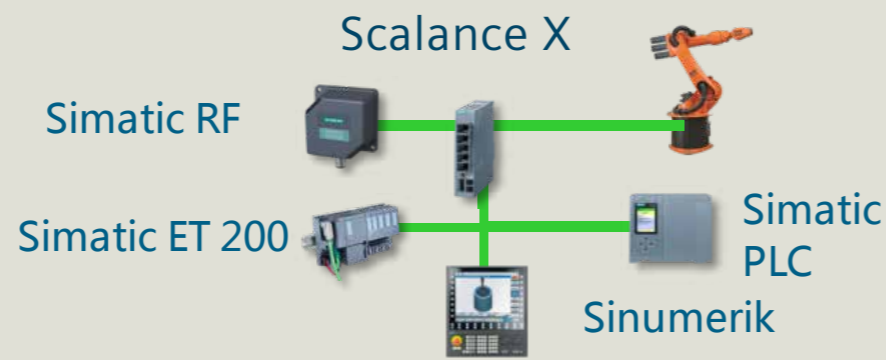 Scalance X
Simatic RF
Simatic ET 200
Simatic
PLC
Sinumerik